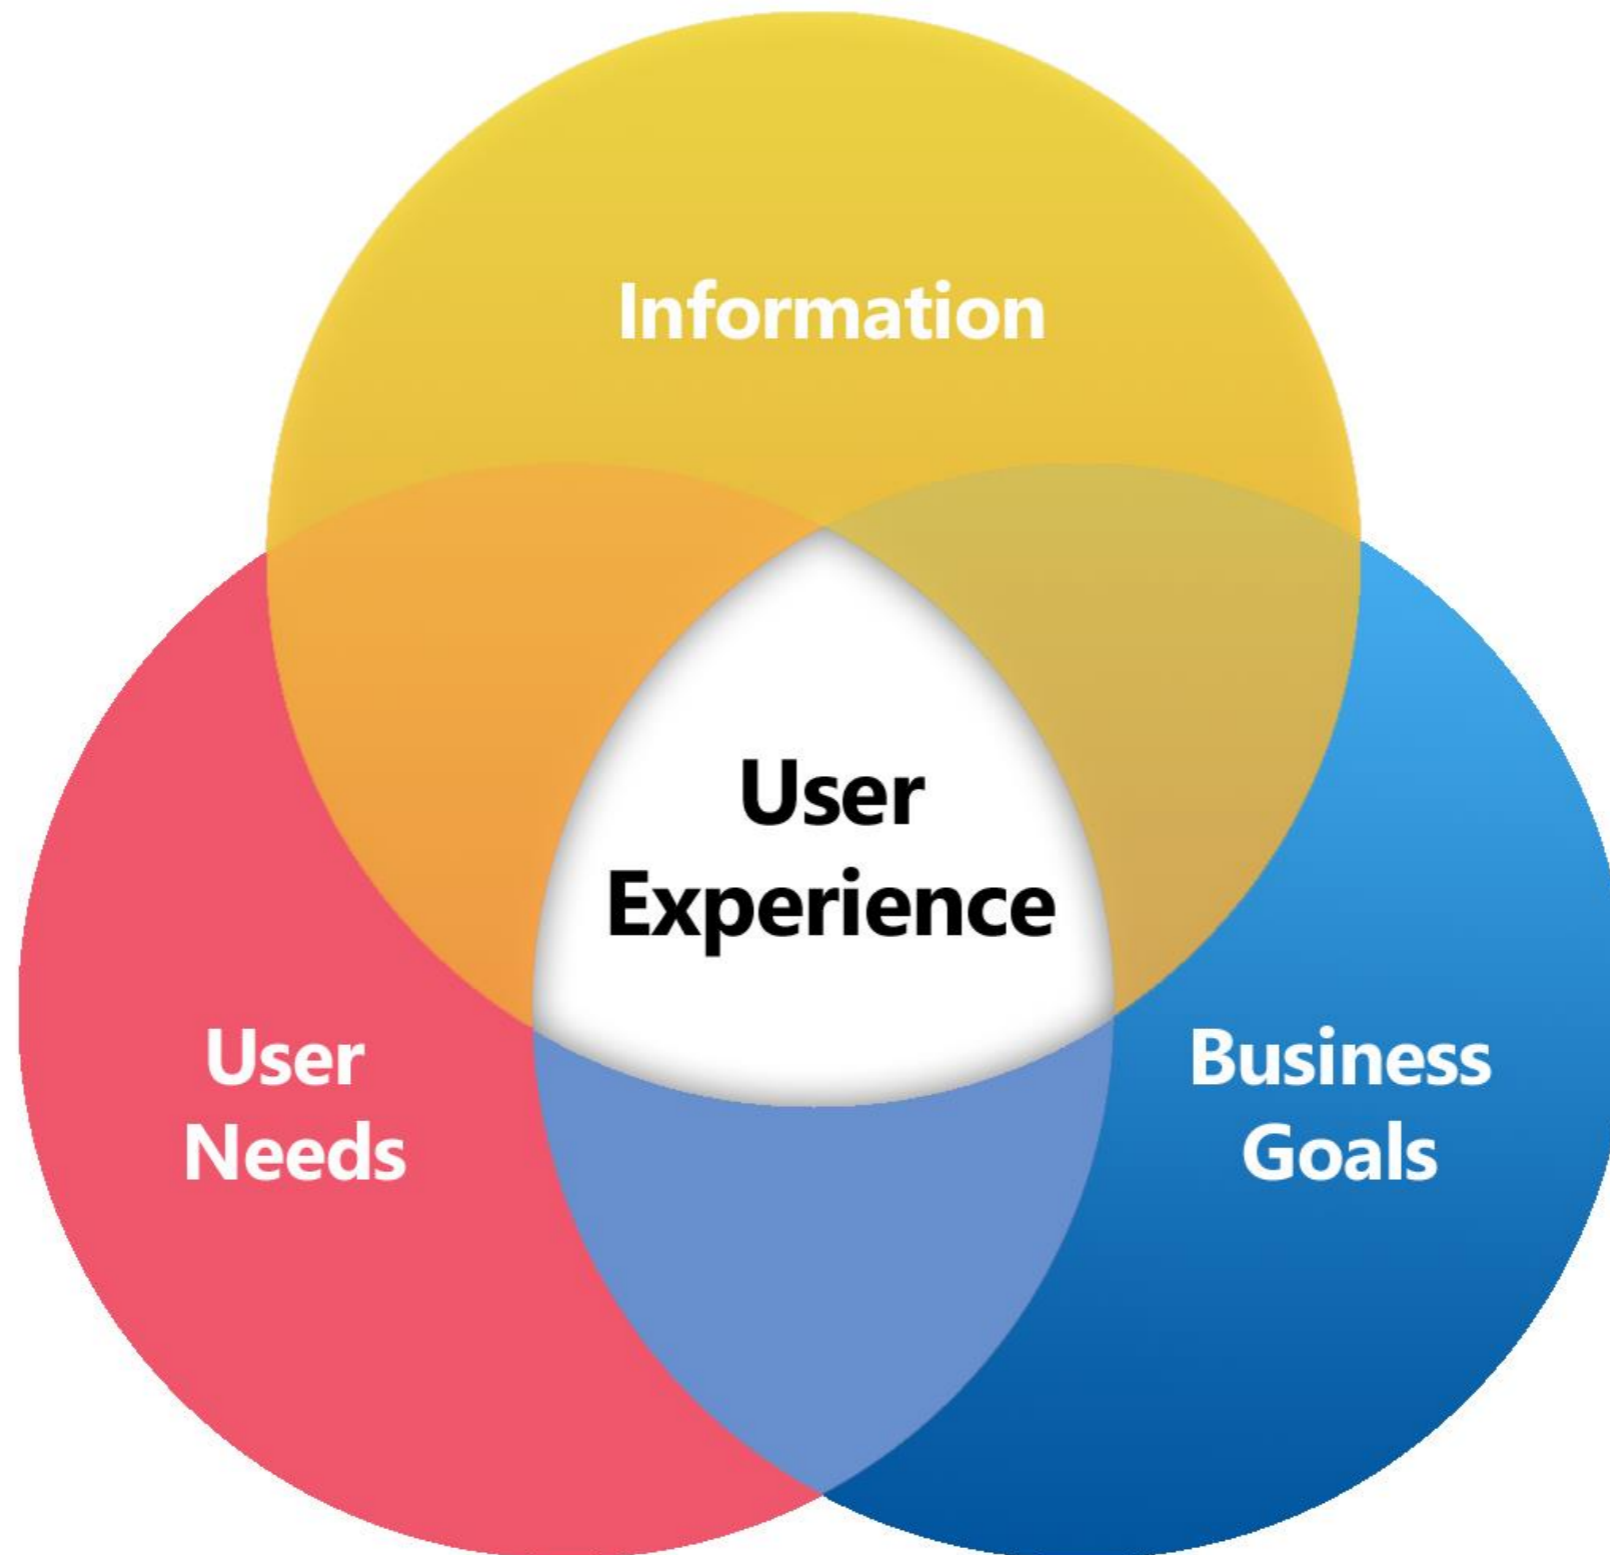 Information
User
Experience
User
Needs
Business
Goals